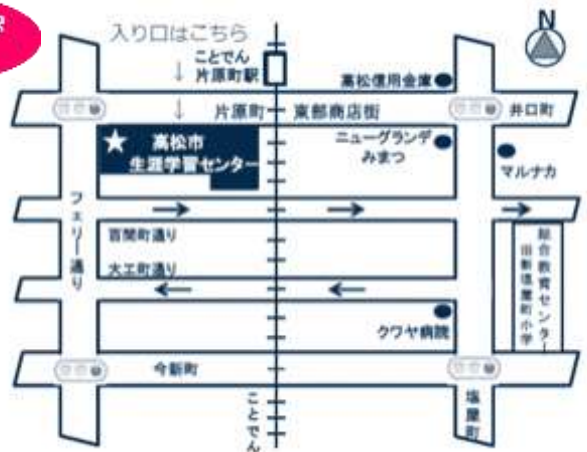 N
入り口はこちら
↓
ことでん
片原町駅
高松信用金庫
↓
片原町
東部商店街
井口町
★
高松市
生涯学習センター
ニューグランデ
みまつ
マルナカ
フェリー通り
→ → →
百間町通り
大工町通り
← ←
総合教育センター
旧新塩屋町小学
クワヤ病院
今新町
塩屋町
ことでん